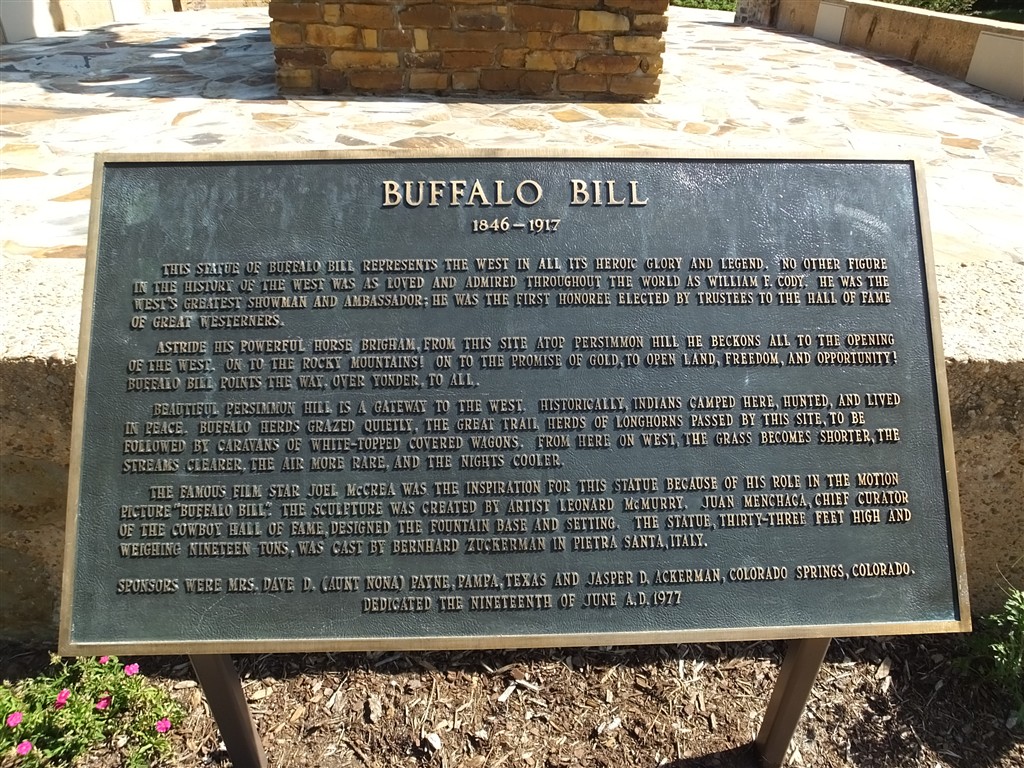 BUFFALO BILL
1846–1917
THIS STATUE OF BUFFALO BILL REPRESENTS THE WEST IN ALL ITS HEROIC GLORY AND LEGEND. NO OTHER FIGURE
IN THE HISTORY OF THE WEST WAS AS LOVED AND ADMIRED THROUGHOUT THE WORLD AS WILLIAM F. CODY. HE WAS THE
WEST'S GREATEST SHOWMAN AND AMBASSADOR; HE WAS THE FIRST HONOREE ELECTED BY TRUSTEES TO THE HALL OF FAME
OF GREAT WESTERNERS.
ASTRIDE HIS POWERFUL HORSE BRIGHAM, FROM THIS SITE ATOP PERSIMMON HILL HE BECKONS ALL TO THE OPENING
OF THE WEST. ON TO THE ROCKY MOUNTAINS! ON TO THE PROMISE OF GOLD, TO OPEN LAND, FREEDOM, AND OPPORTUNITY!
BUFFALO BILL POINTS THE WAY, OVER YONDER, TO ALL.
BEAUTIFUL PERSIMMON HILL IS A GATEWAY TO THE WEST. HISTORICALLY, INDIANS CAMPED HERE, HUNTED, AND LIVED
IN PEACE. BUFFALO HERDS GRAZED QUIETLY, THE GREAT TRAIL HERDS OF LONGHORNS PASSED BY THIS SITE, TO BE
FOLLOWED BY CARAVANS OF WHITE-TOPPED COVERED WAGONS. FROM HERE ON WEST, THE GRASS BECOMES SHORTER, THE
STREAMS CLEARER, THE AIR MORE RARE, AND THE NIGHTS COOLER.
THE FAMOUS FILM STAR JOEL McCREA WAS THE INSPIRATION FOR THIS STATUE BECAUSE OF HIS ROLE IN THE MOTION
PICTURE "BUFFALO BILL". THE SCULPTURE WAS CREATED BY ARTIST LEONARD McMURRY. JUAN MENCHACA, CHIEF CURATOR
OF THE COWBOY HALL OF FAME, DESIGNED THE FOUNTAIN BASE AND SETTING. THE STATUE, THIRTY-THREE FEET HIGH AND
WEIGHING NINETEEN TONS, WAS CAST BY BERNHARD ZUCKERMAN IN PIETRA SANTA, ITALY.
SPONSORS WERE MRS. DAVE D. (AUNT NONA) PAYNE, PAMPA, TEXAS AND JASPER D. ACKERMAN, COLORADO SPRINGS, COLORADO.
DEDICATED THE NINETEENTH OF JUNE A.D. 1977